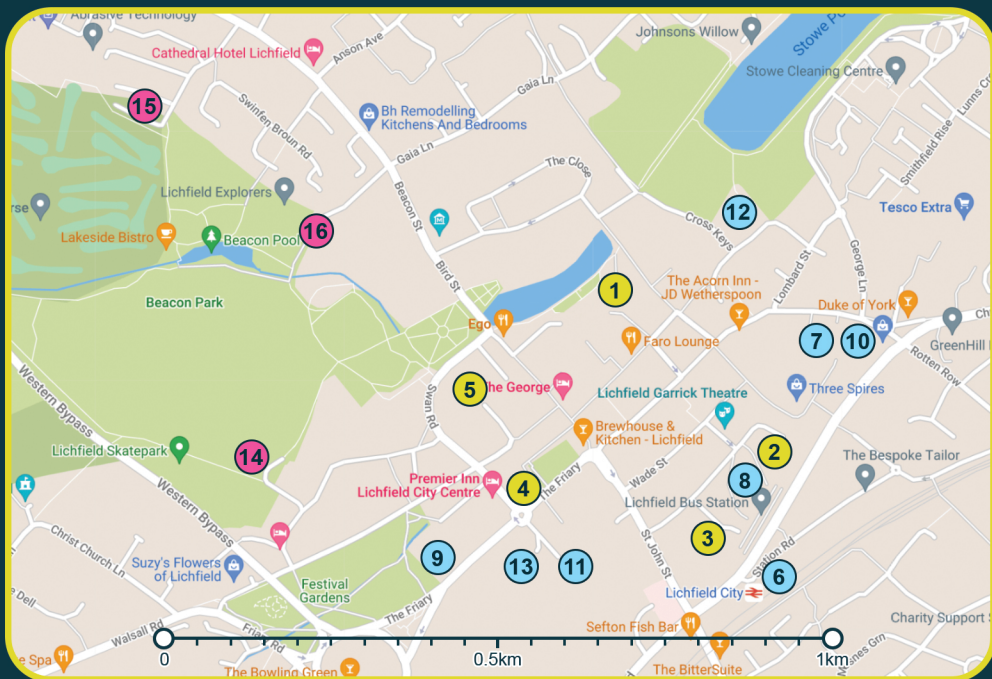 Abrasive Technology
Cathedral Hotel Lichfield
Anson Ave
Johnsons Willow
Stowe
Stowe Cleaning Centre
Gaia Ln
Swinfen Broun Rd
Bh Remodelling
Kitchens And Bedrooms
15
Gaia Ln
The Close
Smithfield Rise
Lunns
Lichfield Explorers
Beacon St
Tesco Extra
12
Cross Keys
16
Lakeside Bistro
Beacon Pool
Bird St
Lombard St
George Ln
1
The Acorn Inn -
JD Wetherspoon
Beacon Park
Duke of York
Ego
Faro Lounge
7
10
GreenHill
Rotten Row
Western Bypass
Swan Rd
5
The George
Lichfield Garrick Theatre
Three Spires
Brewhouse &
Kitchen - Lichfield
Lichfield Skatepark
14
2
The Bespoke Tailor
Wade St
8
Premier Inn
Lichfield City Centre
4
The Friary
Lichfield Bus Station
Western Bypass
3
St John St
Station Rd
Christ Church Ln
Suzy's Flowers
of Lichfield
9
13
11
6
Festival
Gardens
Lichfield City
The Friary
Charity Support
Walsall Rd
Friary Rd
Sefton Fish Bar
0
0.5km
1km
Spa
The Bowling Green
The BitterSuite